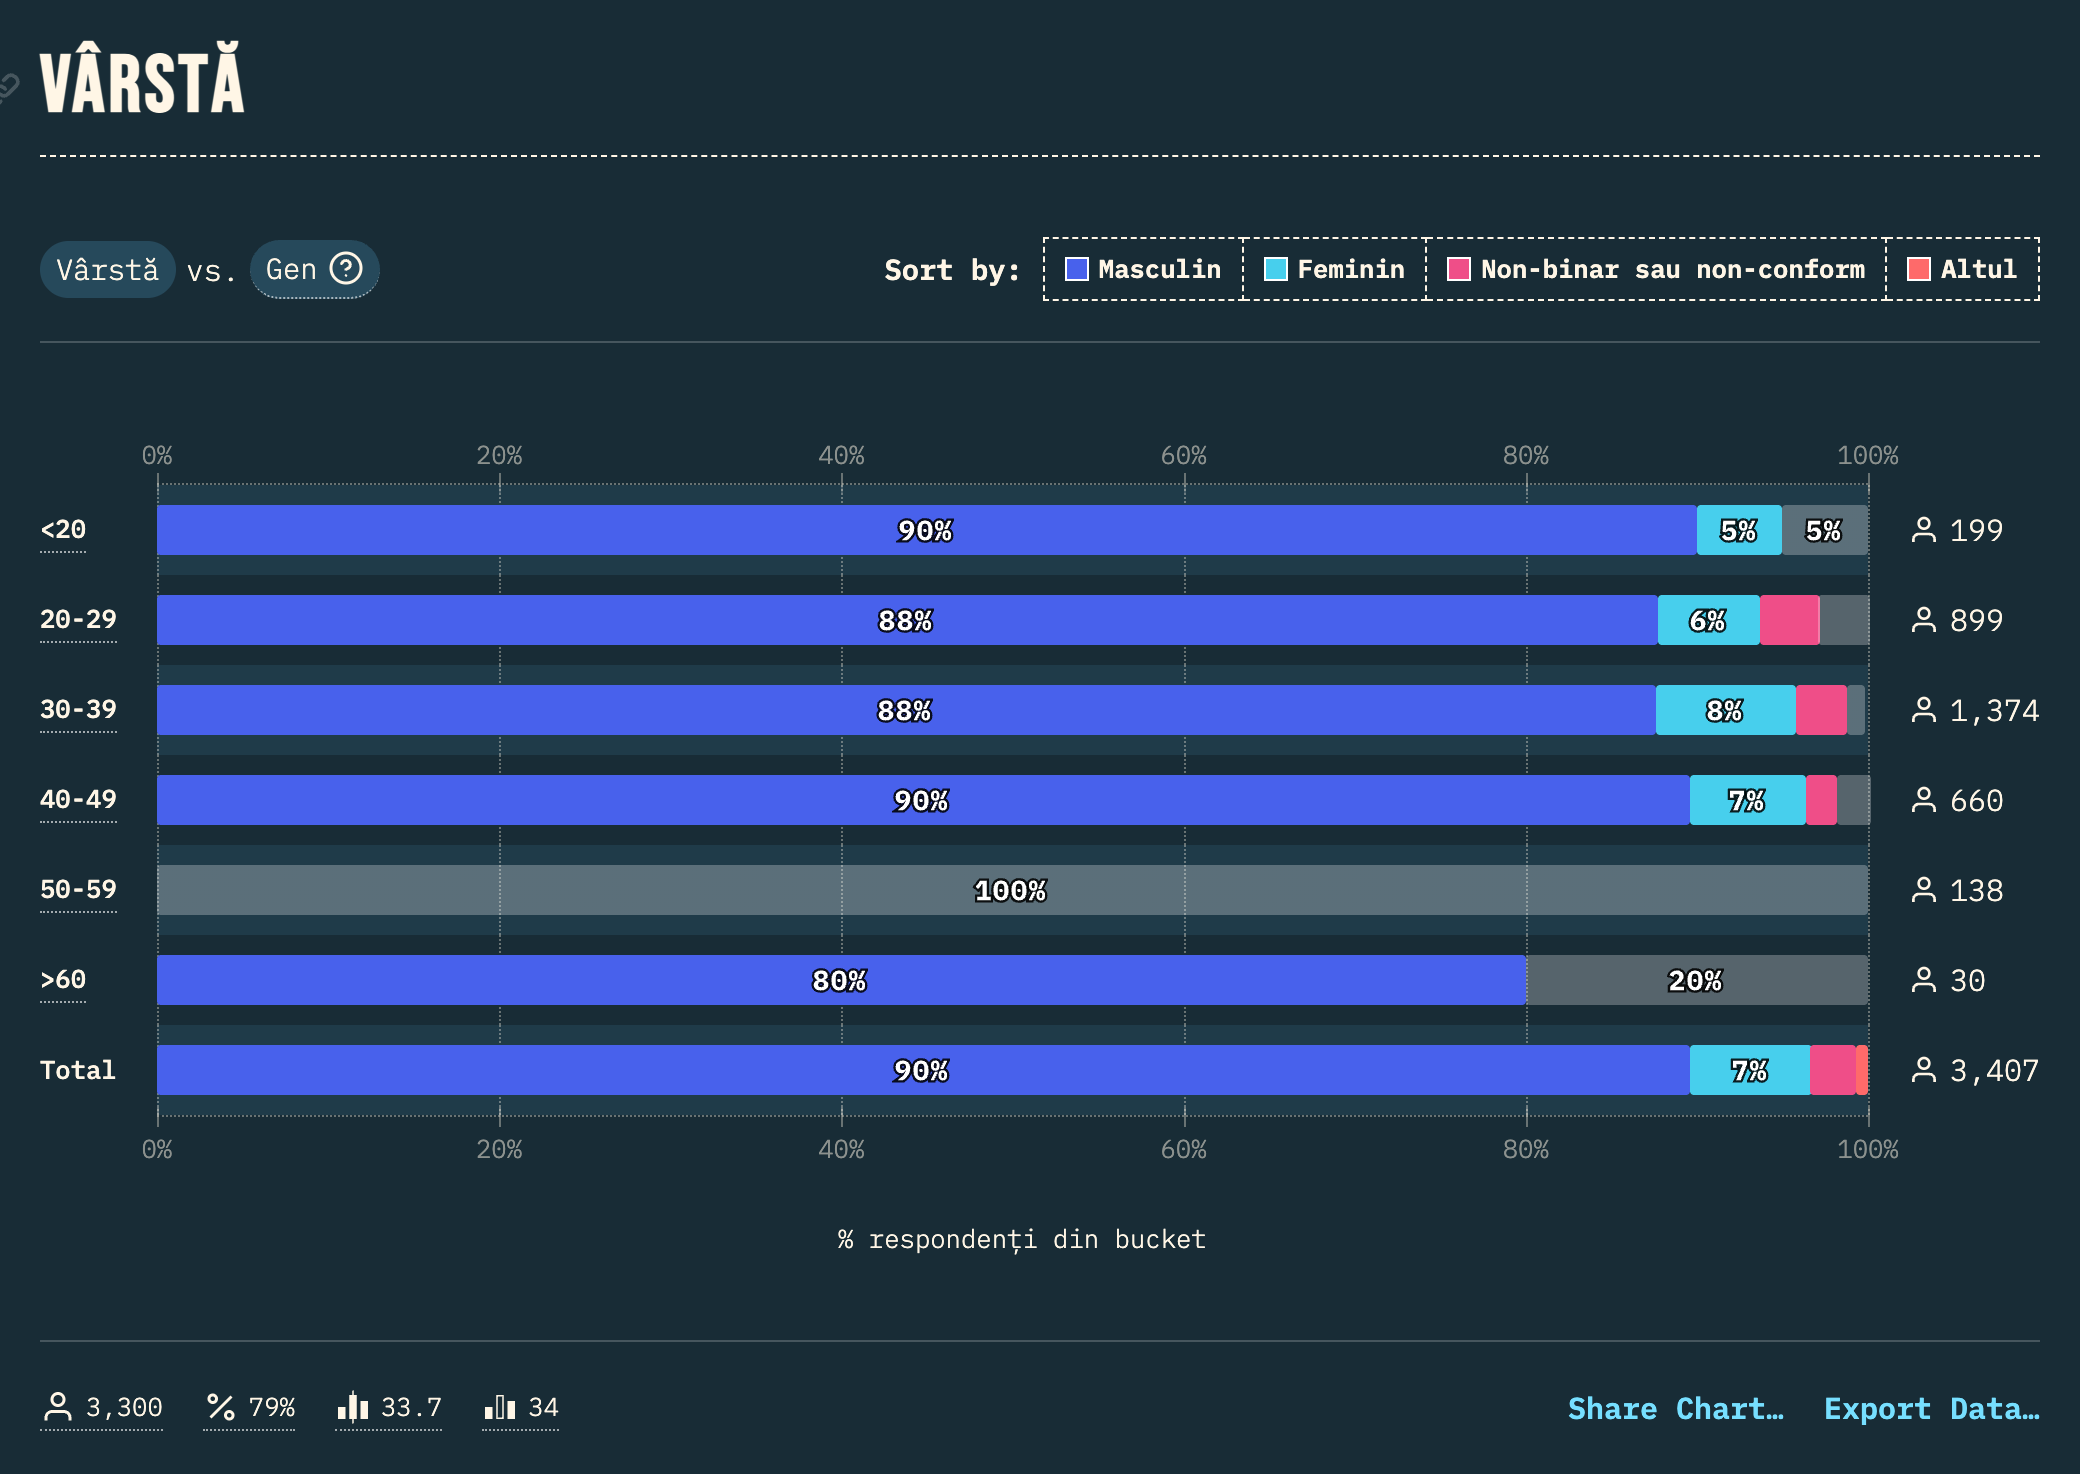 VÂRSTĂ
Vârstă vs. Gen
Sort by: Masculin Feminin Non-binar sau non-conform Altul
0% 20% 40% 60% 80% 100%
<20 90% 5% 5% 199
20-29 88% 6% 899
30-39 88% 8% 1,374
40-49 90% 7% 660
50-59 100% 138
>60 80% 20% 30
Total 90% 7% 3,407
0% 20% 40% 60% 80% 100%
% respondenți din bucket
3,300 79% 33.7 34 Share Chart… Export Data…